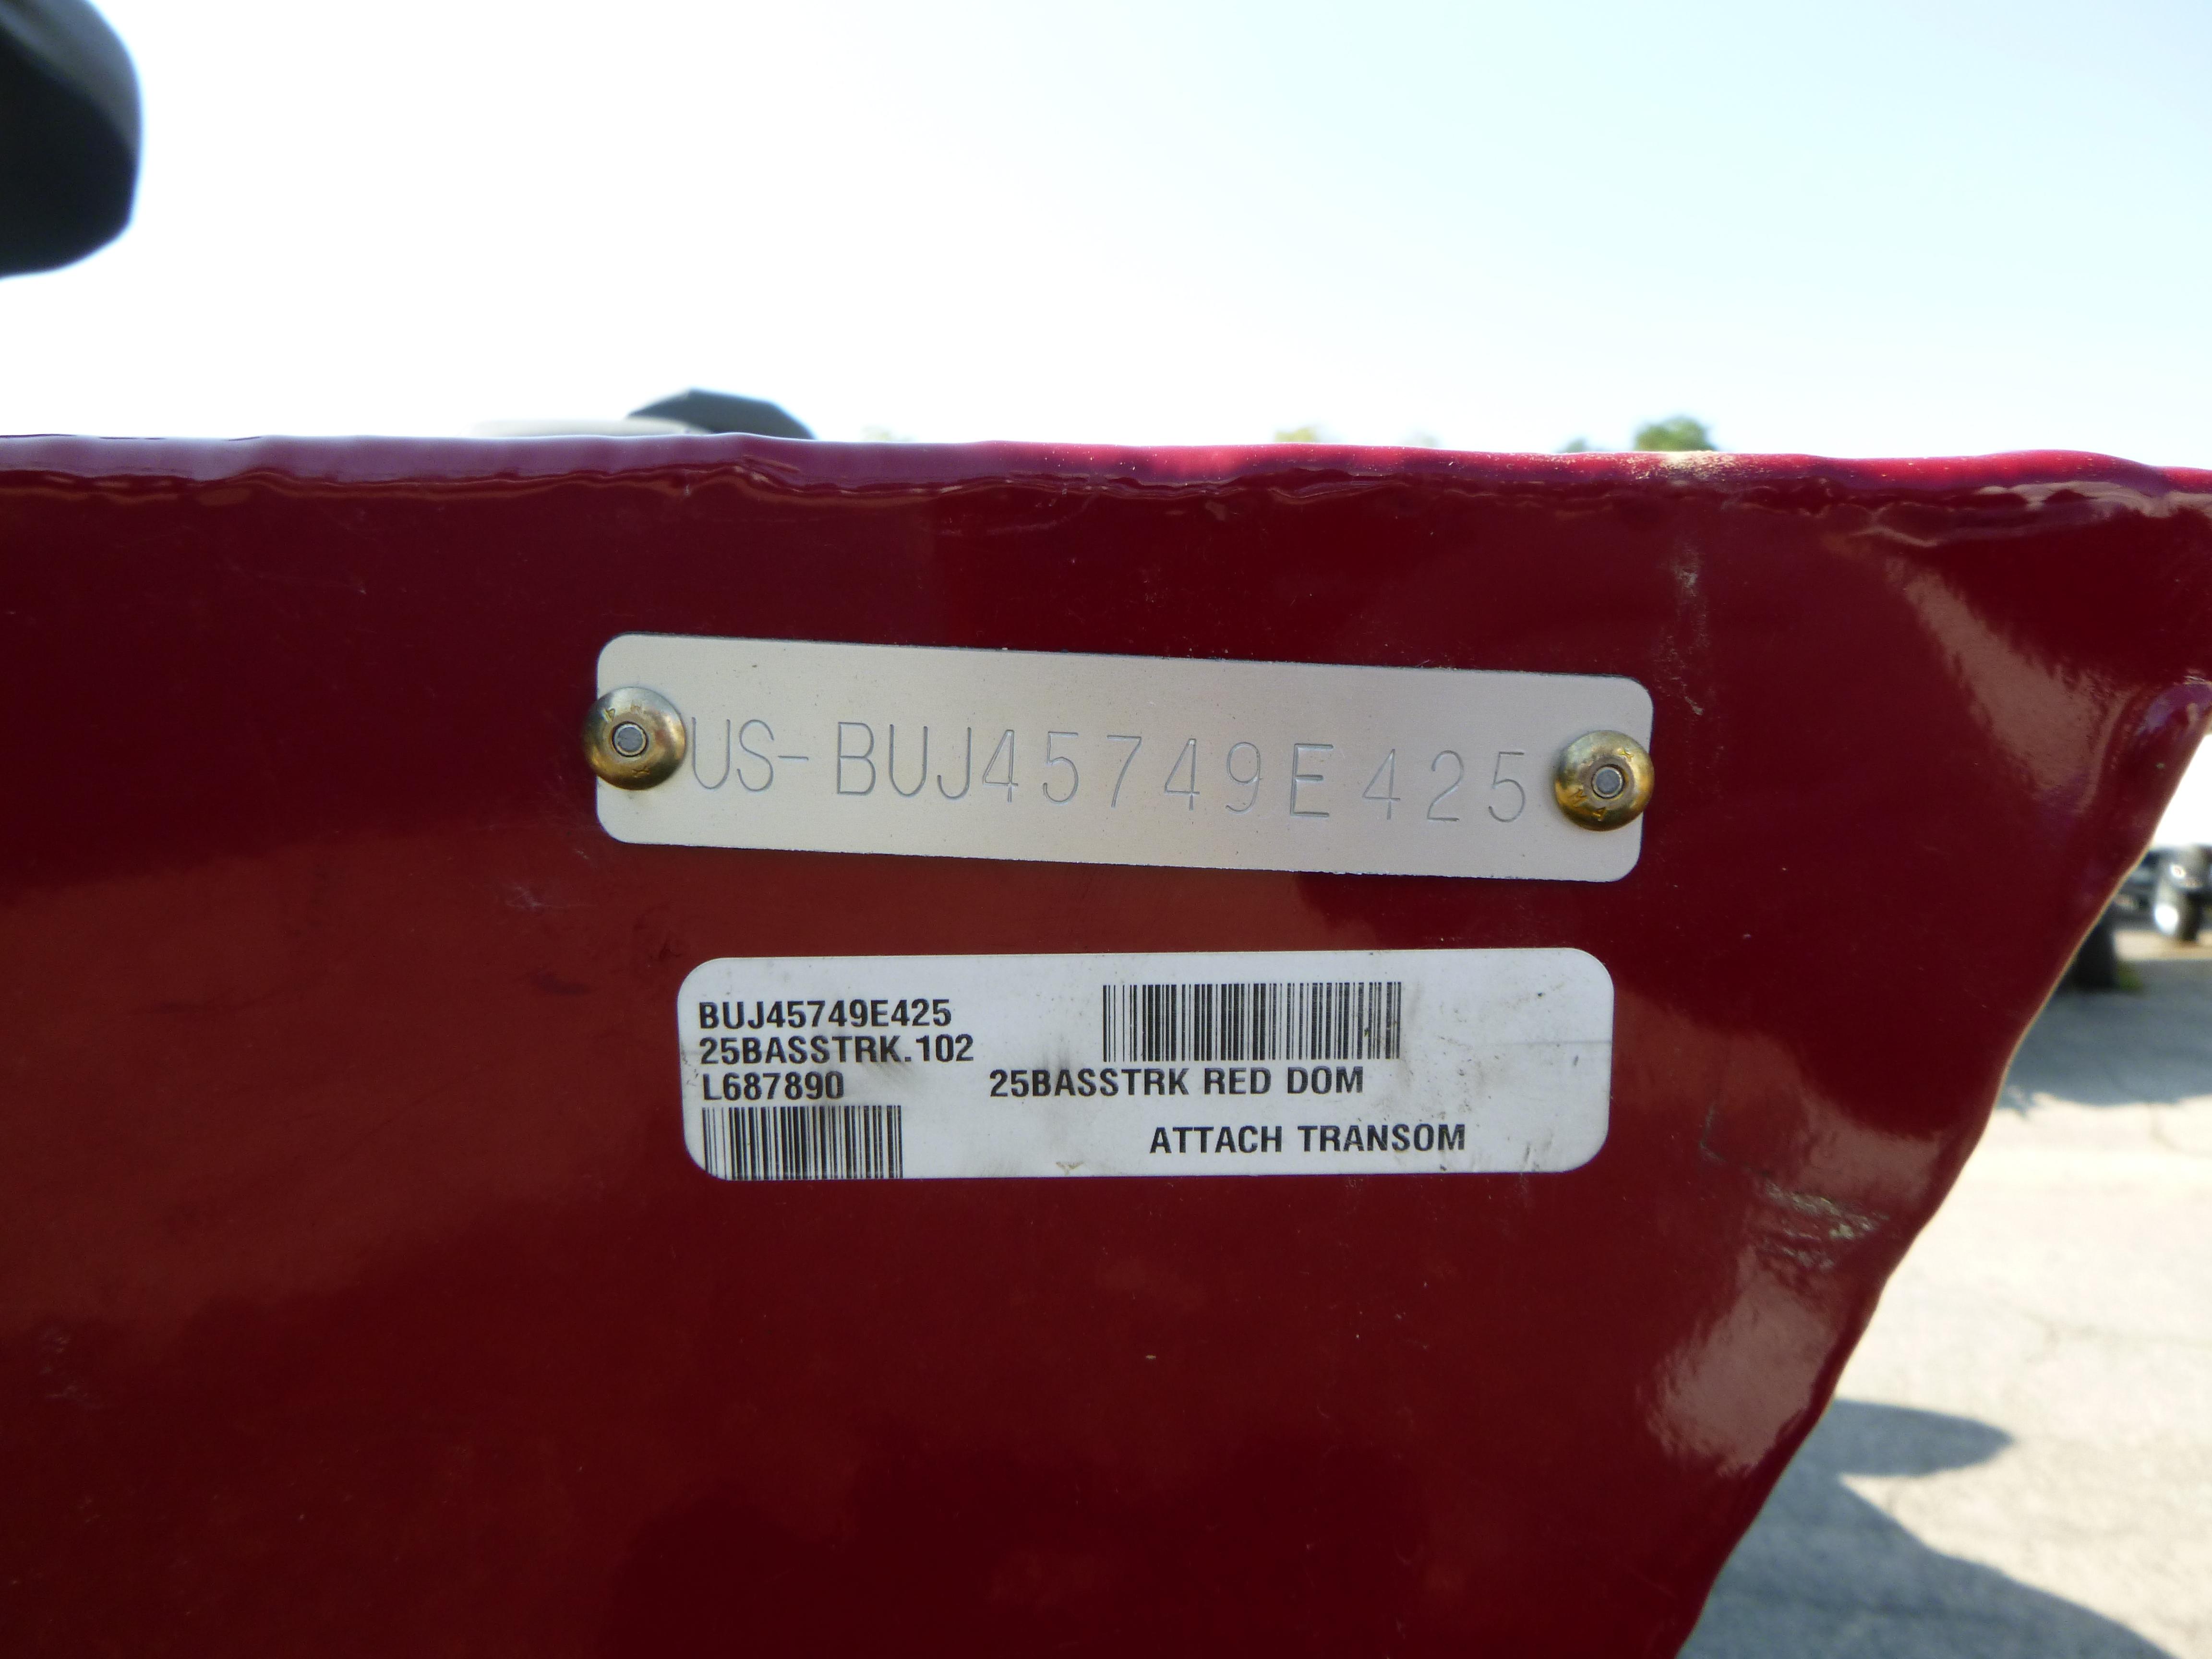 US-BUJ45749E425
BUJ45749E425
25BASSTRK.102
L687890
25BASSTRK RED DOM
ATTACH TRANSOM